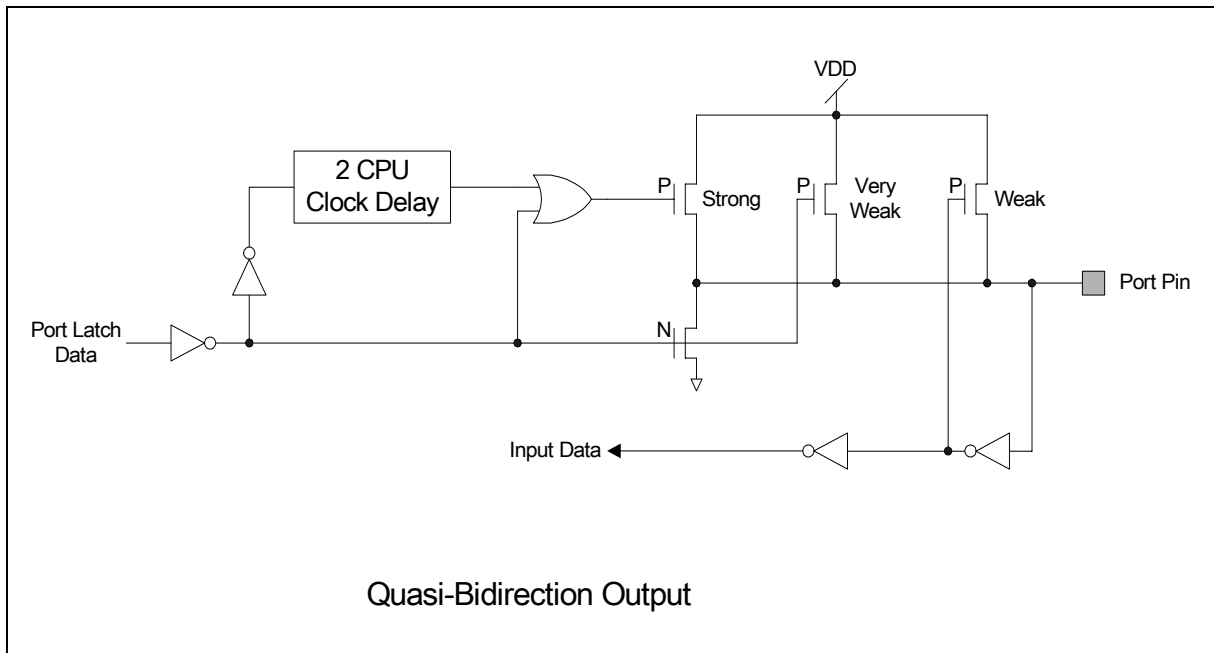 VDD
2 CPU
Clock Delay
P
Strong
P
Very
Weak
P
Weak
Port Pin
Port Latch
Data
N
Input Data
Quasi-Bidirection Output